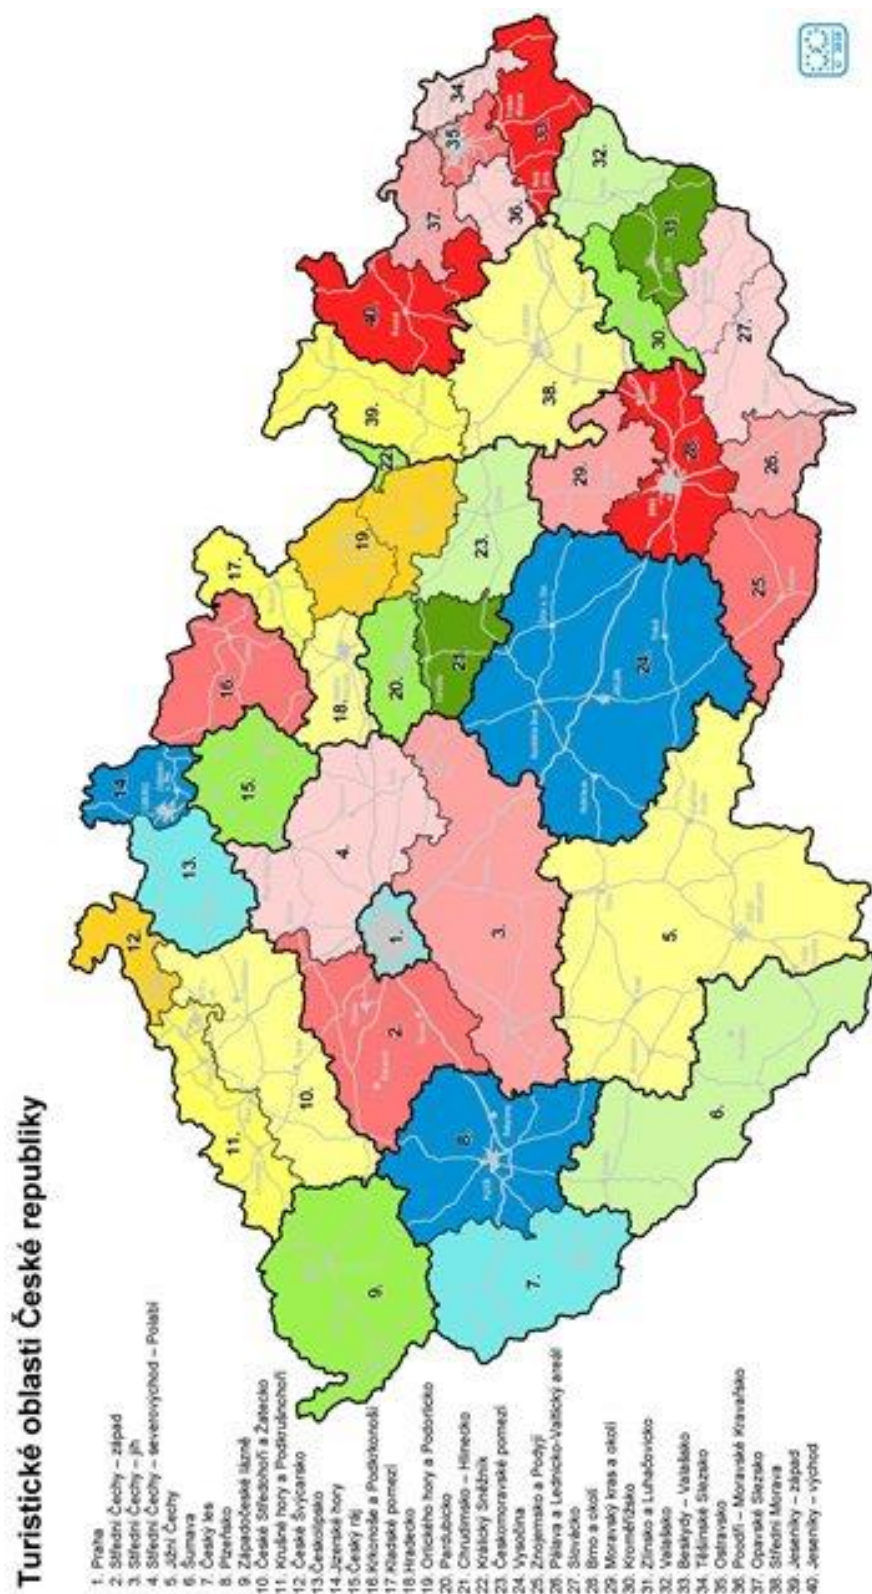 Turistické oblasti České republiky
1. Praha
2. Střední Čechy – západ
3. Střední Čechy – jih
4. Střední Čechy – severovýchod – Polabí
5. Jižní Čechy
6. Šumava
7. Český les
8. Plzeňsko
9. Západočeské lázně
10. České Středohoří a Žatecko
11. Krušné hory a Podkrušnohoří
12. České Švýcarsko
13. Českolipsko
14. Jizerské hory
15. Český ráj
16. Krkonoše a Podkrkonoší
17. Kladské pomezí
18. Hradecko
19. Orlického hory a Podorlicko
20. Pardubicko
21. Chrudimsko – Hlinecko
22. Králický Sněžník
23. Českomoravské pomezí
24. Vysočina
25. Znojemsko a Podyjí
26. Pálava a Lednicko-Valtický areál
27. Slovácko
28. Brno a okolí
29. Moravský kras a okolí
30. Kroměřížsko
31. Zlínsko a Luhačovicko
32. Valašsko
33. Beskydy – Valašsko
34. Těšínské Slezsko
35. Ostravsko
36. Poodří – Moravské Kravařsko
37. Opavské Slezsko
38. Střední Morava
39. Jeseníky – západ
40. Jeseníky – východ
14.
17.
16.
12.
13.
15.
22.
39.
40.
37.
35.
34.
11.
10.
4.
18.
19.
36.
33.
9.
2.
1.
20.
21.
23.
38.
32.
8.
3.
29.
30.
31.
7.
5.
24.
28.
27.
6.
25.
26.